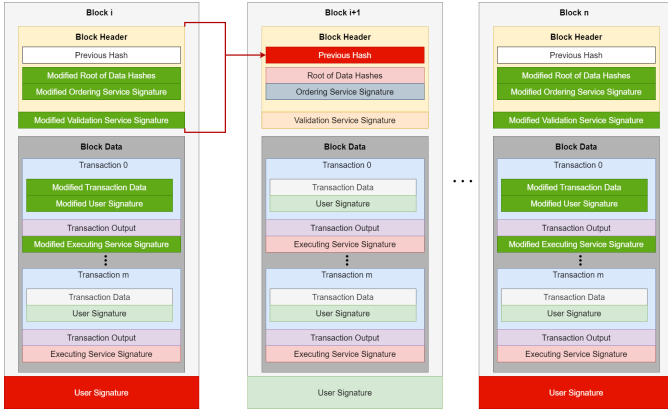 Block i
Block Header
Previous Hash
Modified Root of Data Hashes
Modified Ordering Service Signature
Modified Validation Service Signature
Block Data
Transaction 0
Modified Transaction Data
Modified User Signature
Transaction Output
Modified Executing Service Signature
Transaction m
Transaction Data
User Signature
Transaction Output
Executing Service Signature
User Signature
Block i+1
Block Header
Previous Hash
Root of Data Hashes
Ordering Service Signature
Validation Service Signature
Block Data
Transaction 0
Transaction Data
User Signature
Transaction Output
Executing Service Signature
Transaction m
Transaction Data
User Signature
Transaction Output
Executing Service Signature
User Signature
Block n
Block Header
Previous Hash
Modified Root of Data Hashes
Modified Ordering Service Signature
Modified Validation Service Signature
Block Data
Transaction 0
Modified Transaction Data
Modified User Signature
Transaction Output
Modified Executing Service Signature
Transaction m
Transaction Data
User Signature
Transaction Output
Executing Service Signature
User Signature